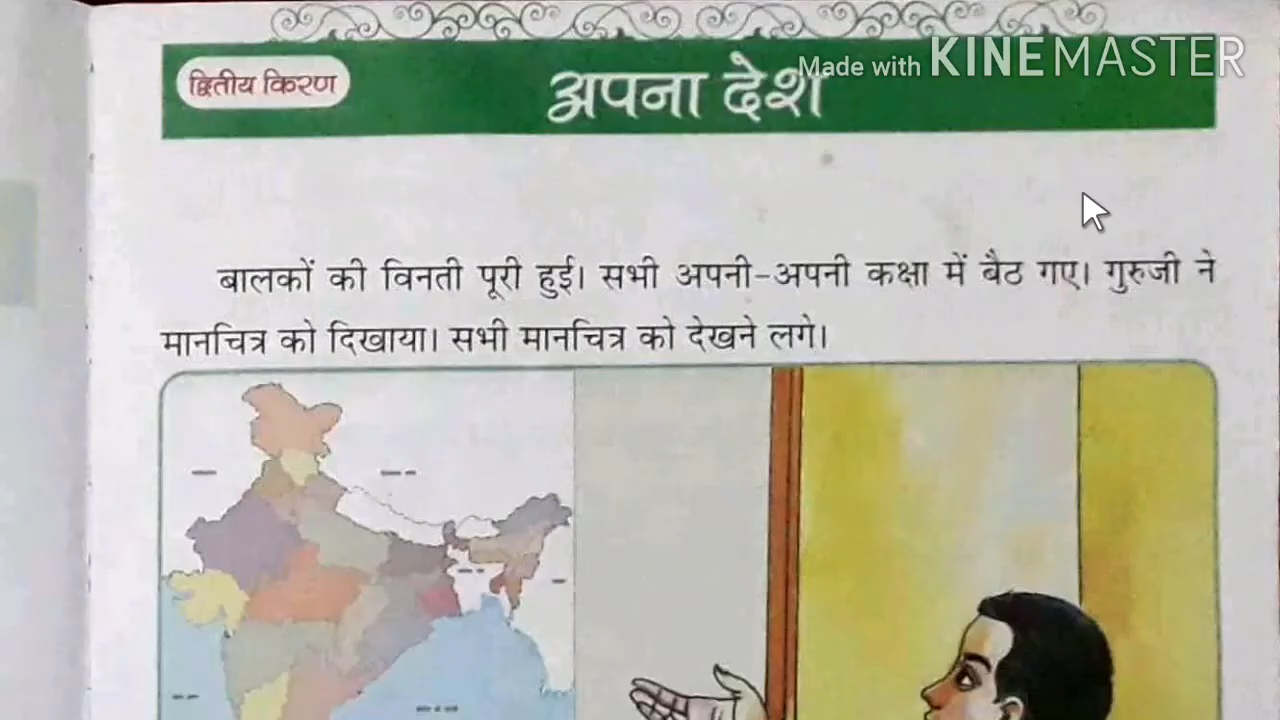 Made with KINEMASTER
द्वितीय किरण
अपना देश
बालकों की विनती पूरी हुई। सभी अपनी-अपनी कक्षा में बैठ गए। गुरुजी ने
मानचित्र को दिखाया। सभी मानचित्र को देखने लगे।